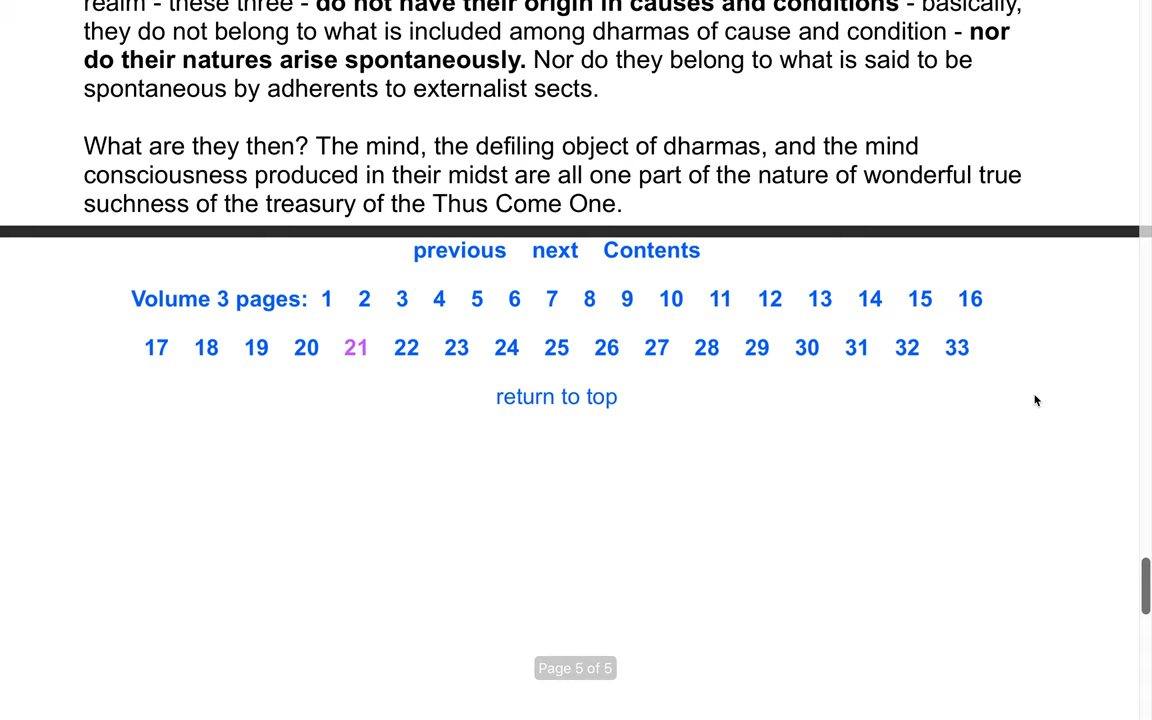 realm - these three - do not have their origin in causes and conditions - basically,
they do not belong to what is included among dharmas of cause and condition - nor
do their natures arise spontaneously. Nor do they belong to what is said to be
spontaneous by adherents to externalist sects.
What are they then? The mind, the defiling object of dharmas, and the mind
consciousness produced in their midst are all one part of the nature of wonderful true
suchness of the treasury of the Thus Come One.
previous next Contents
Volume 3 pages: 1 2 3 4 5 6 7 8 9 10 11 12 13 14 15 16
17 18 19 20 21 22 23 24 25 26 27 28 29 30 31 32 33
return to top
Page 5 of 5